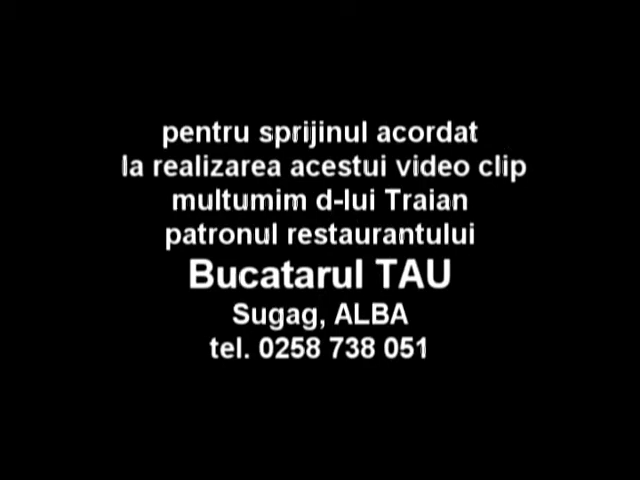 pentru sprijinul acordat
la realizarea acestui video clip
multumim d-lui Traian
patronul restaurantului
Bucatarul TAU
Sugag, ALBA
tel. 0258 738 051